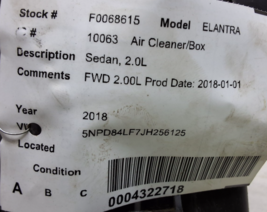 Stock # F0068615 Model ELANTRA
# 10063 Air Cleaner/Box
Description Sedan, 2.0L
Comments FWD 2.00L Prod Date: 2018-01-01
Year 2018
5NPD84LF7JH256125
Located
Condition
A B C
0004322718